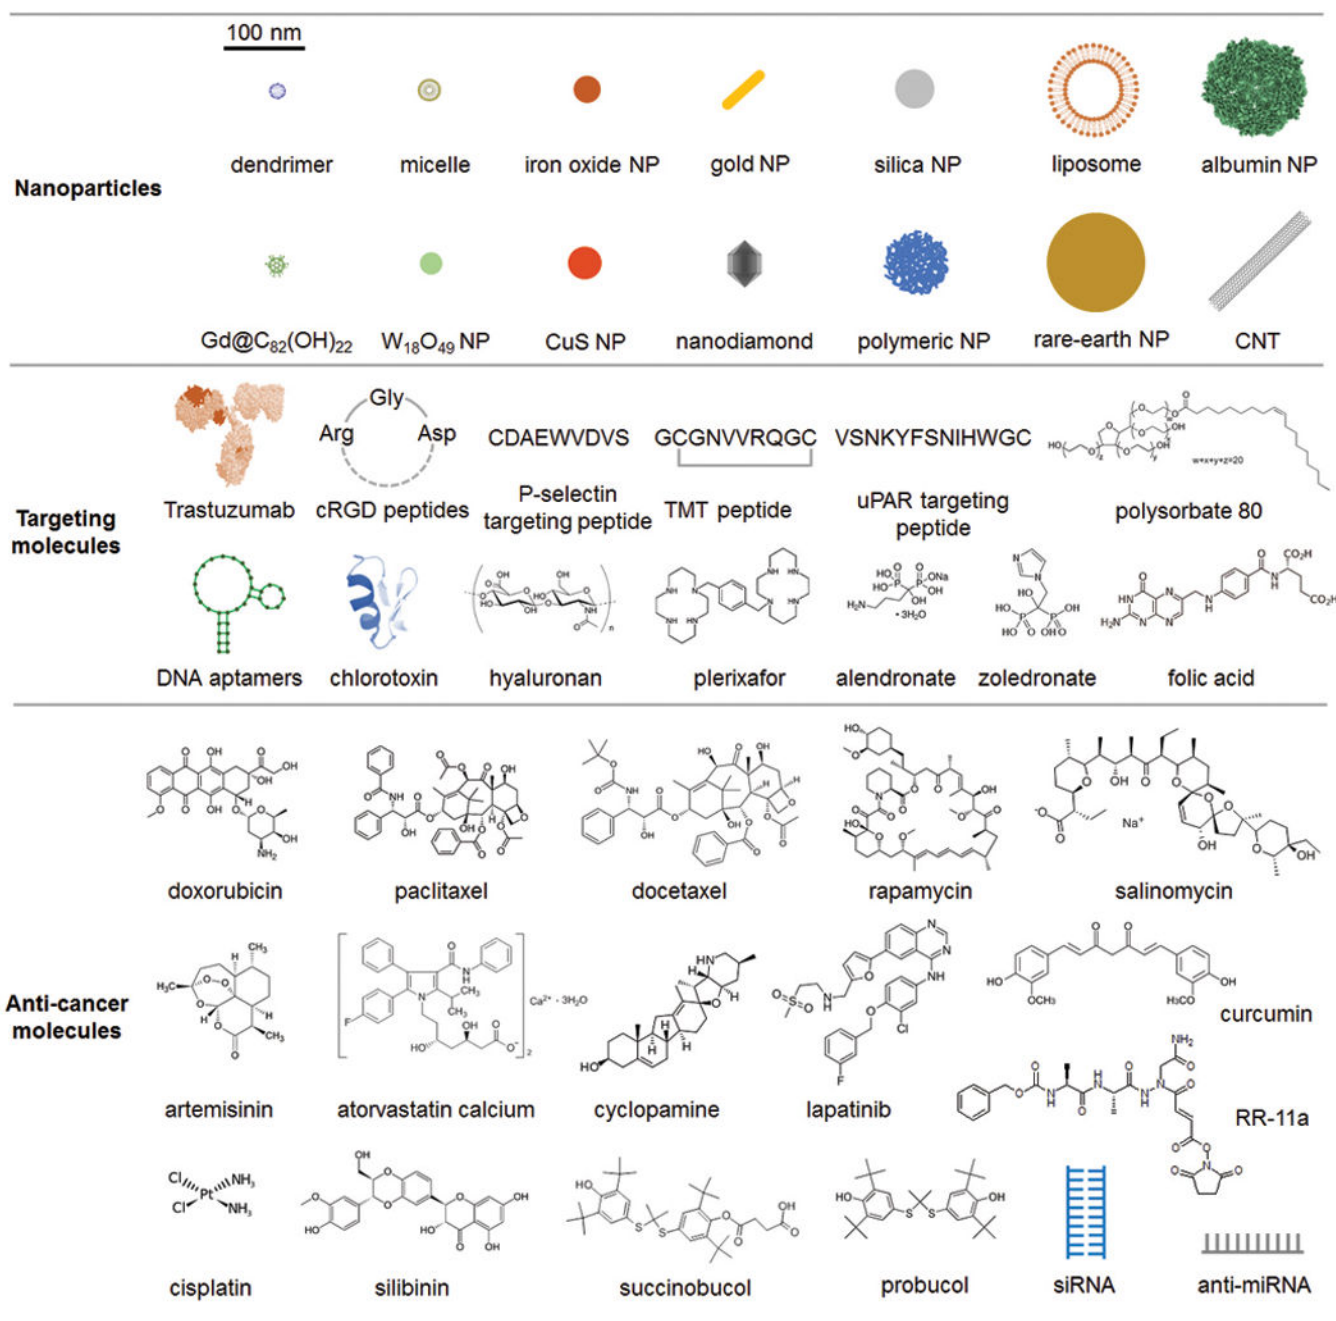 100 nm
dendrimer
micelle
iron oxide NP
gold NP
silica NP
liposome
albumin NP
Nanoparticles
Gd@C82(OH)22
W18O49 NP
CuS NP
nanodiamond
polymeric NP
rare-earth NP
CNT
Gly
Arg
Asp
CDAEWVDVS
GCGNVVRQGC
VSNKYFSNIHWGC
w+x+y+z=20
Trastuzumab
cRGD peptides
P-selectin
targeting peptide
TMT peptide
uPAR targeting
peptide
polysorbate 80
Targeting
molecules
DNA aptamers
chlorotoxin
hyaluronan
plerixafor
alendronate
zoledronate
folic acid
doxorubicin
paclitaxel
docetaxel
rapamycin
salinomycin
Na+
Anti-cancer
molecules
Ca2+ · 3H2O
artemisinin
atorvastatin calcium
cyclopamine
lapatinib
curcumin
RR-11a
cisplatin
silibinin
succinobucol
probucol
siRNA
anti-miRNA